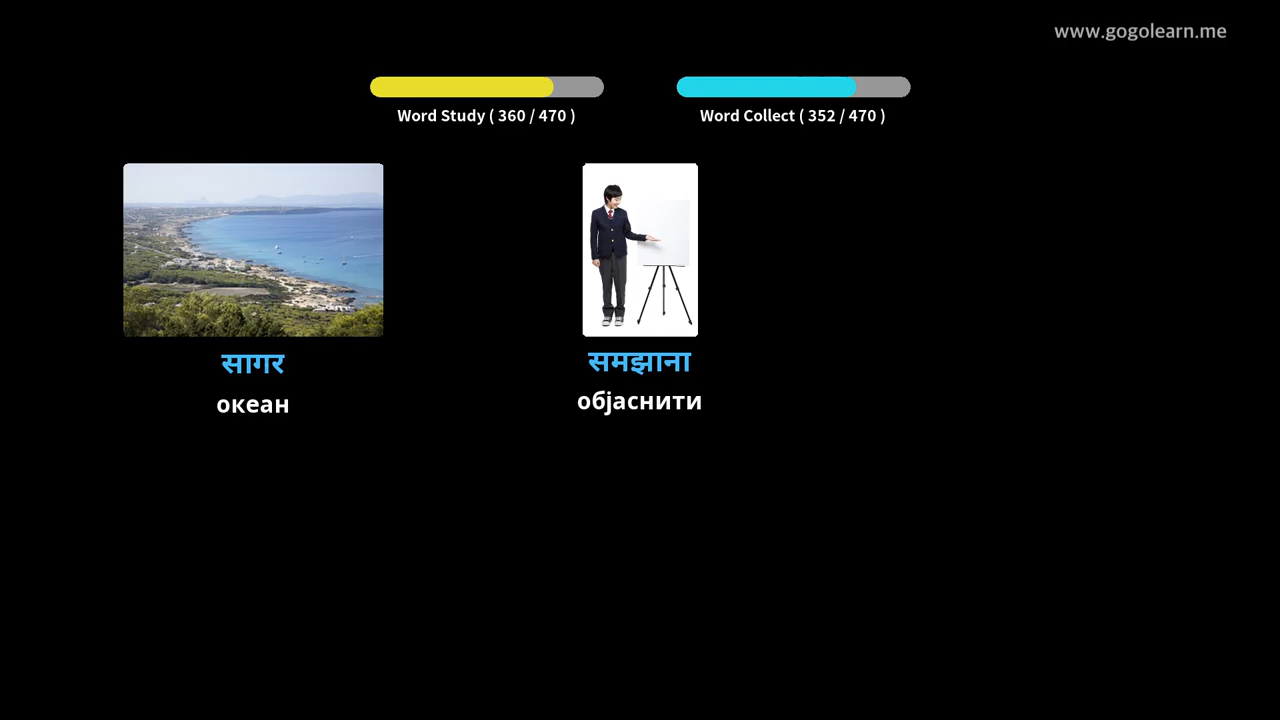 www.gogolearn.me
Word Study ( 360 / 470 )
Word Collect ( 352 / 470 )
सागर
океан
समझाना
објаснити